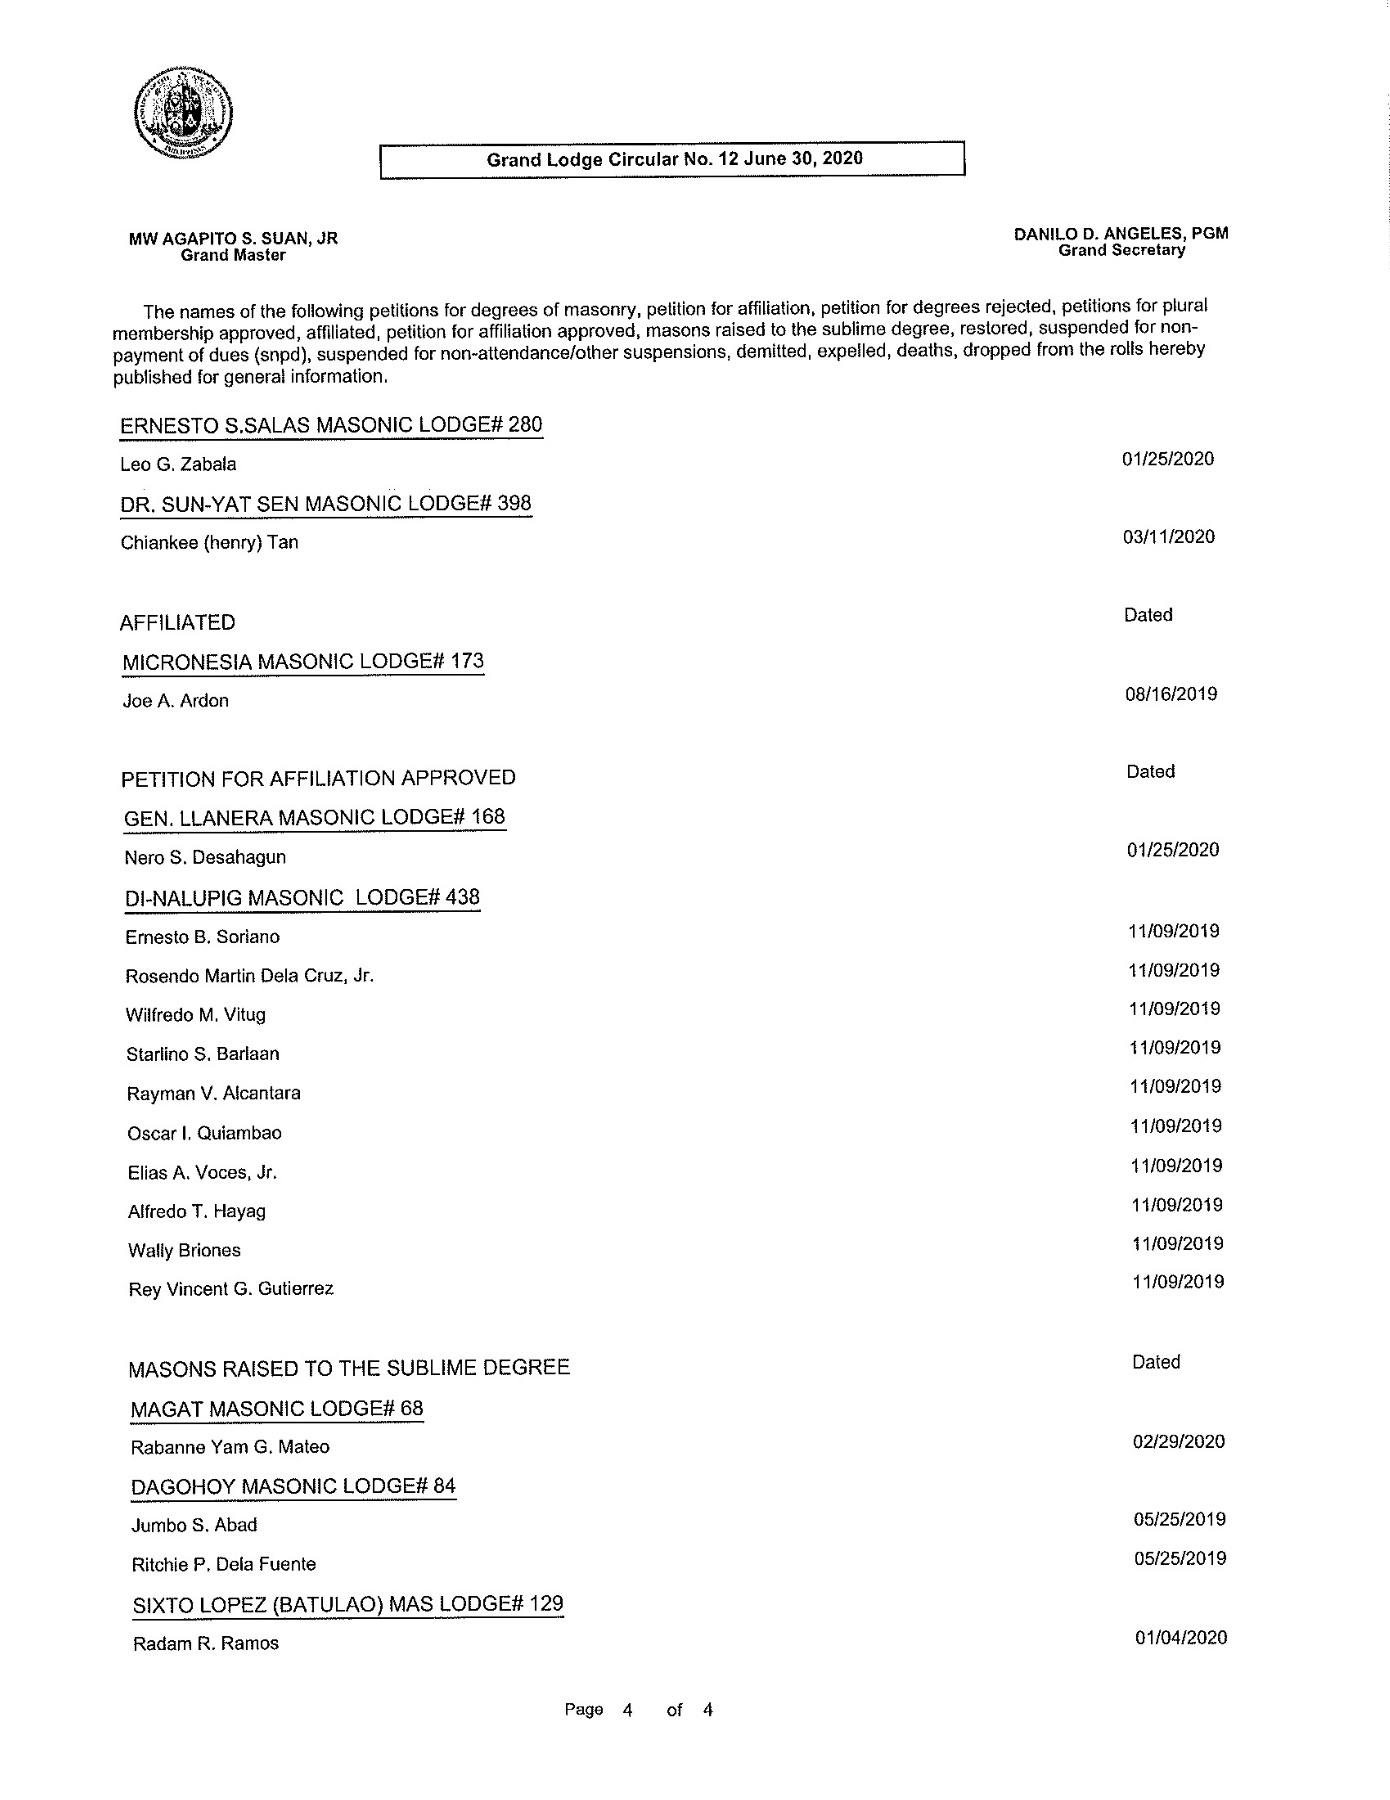 PHILIPPINES
Grand Lodge Circular No. 12 June 30, 2020
MW AGAPITO S. SUAN, JR
Grand Master
DANILO D. ANGELES, PGM
Grand Secretary
The names of the following petitions for degrees of masonry, petition for affiliation, petition for degrees rejected, petitions for plural
membership approved, affiliated, petition for affiliation approved, masons raised to the sublime degree, restored, suspended for non-
payment of dues (snpd), suspended for non-attendance/other suspensions, demitted, expelled, deaths, dropped from the rolls hereby
published for general information.
ERNESTO S.SALAS MASONIC LODGE# 280
Leo G. Zabala 01/25/2020
DR. SUN-YAT SEN MASONIC LODGE# 398
Chiankee (henry) Tan 03/11/2020
AFFILIATED Dated
MICRONESIA MASONIC LODGE# 173
Joe A. Ardon 08/16/2019
PETITION FOR AFFILIATION APPROVED Dated
GEN. LLANERA MASONIC LODGE# 168
Nero S. Desahagun 01/25/2020
DI-NALUPIG MASONIC LODGE# 438
Ernesto B. Soriano 11/09/2019
Rosendo Martin Dela Cruz, Jr. 11/09/2019
Wilfredo M. Vitug 11/09/2019
Starlino S. Barlaan 11/09/2019
Rayman V. Alcantara 11/09/2019
Oscar I. Quiambao 11/09/2019
Elias A. Voces, Jr. 11/09/2019
Alfredo T. Hayag 11/09/2019
Wally Briones 11/09/2019
Rey Vincent G. Gutierrez 11/09/2019
MASONS RAISED TO THE SUBLIME DEGREE Dated
MAGAT MASONIC LODGE# 68
Rabanne Yam G. Mateo 02/29/2020
DAGOHOY MASONIC LODGE# 84
Jumbo S. Abad 05/25/2019
Ritchie P. Dela Fuente 05/25/2019
SIXTO LOPEZ (BATULAO) MAS LODGE# 129
Radam R. Ramos 01/04/2020
Page 4 of 4